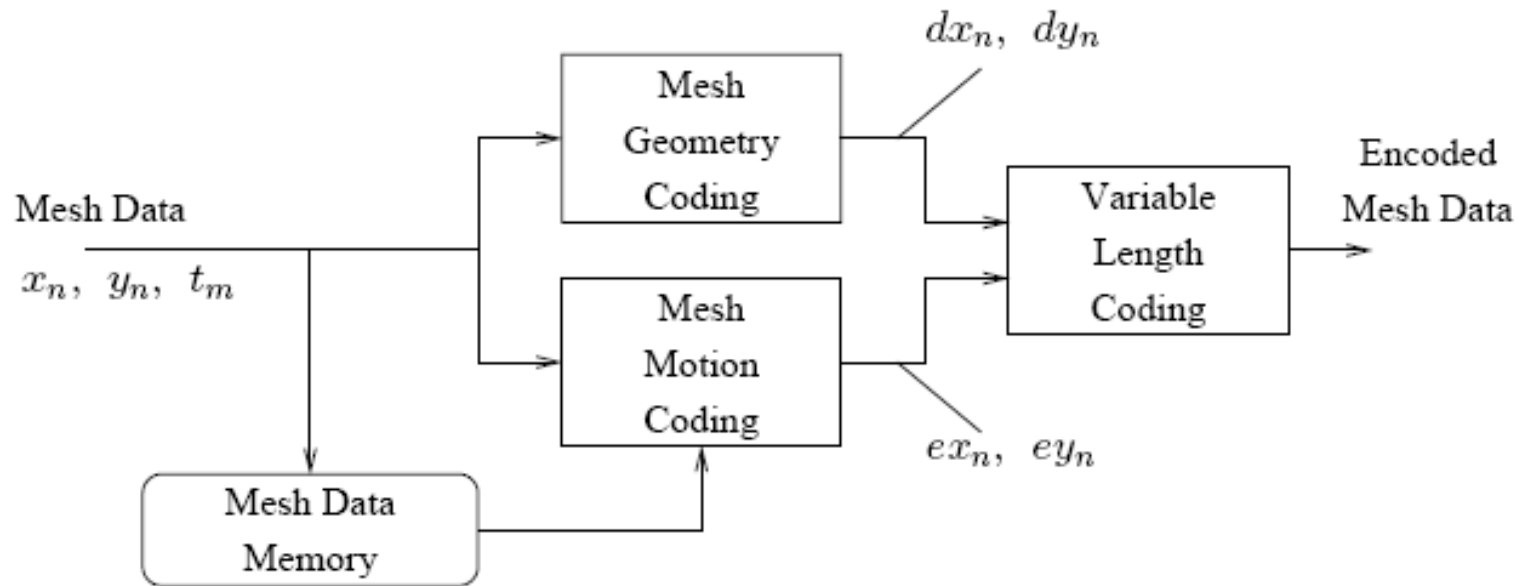 dx_n, dy_n
Mesh
Geometry
Coding
Mesh Data
x_n, y_n, t_m
Mesh
Motion
Coding
ex_n, ey_n
Variable
Length
Coding
Encoded
Mesh Data
Mesh Data
Memory